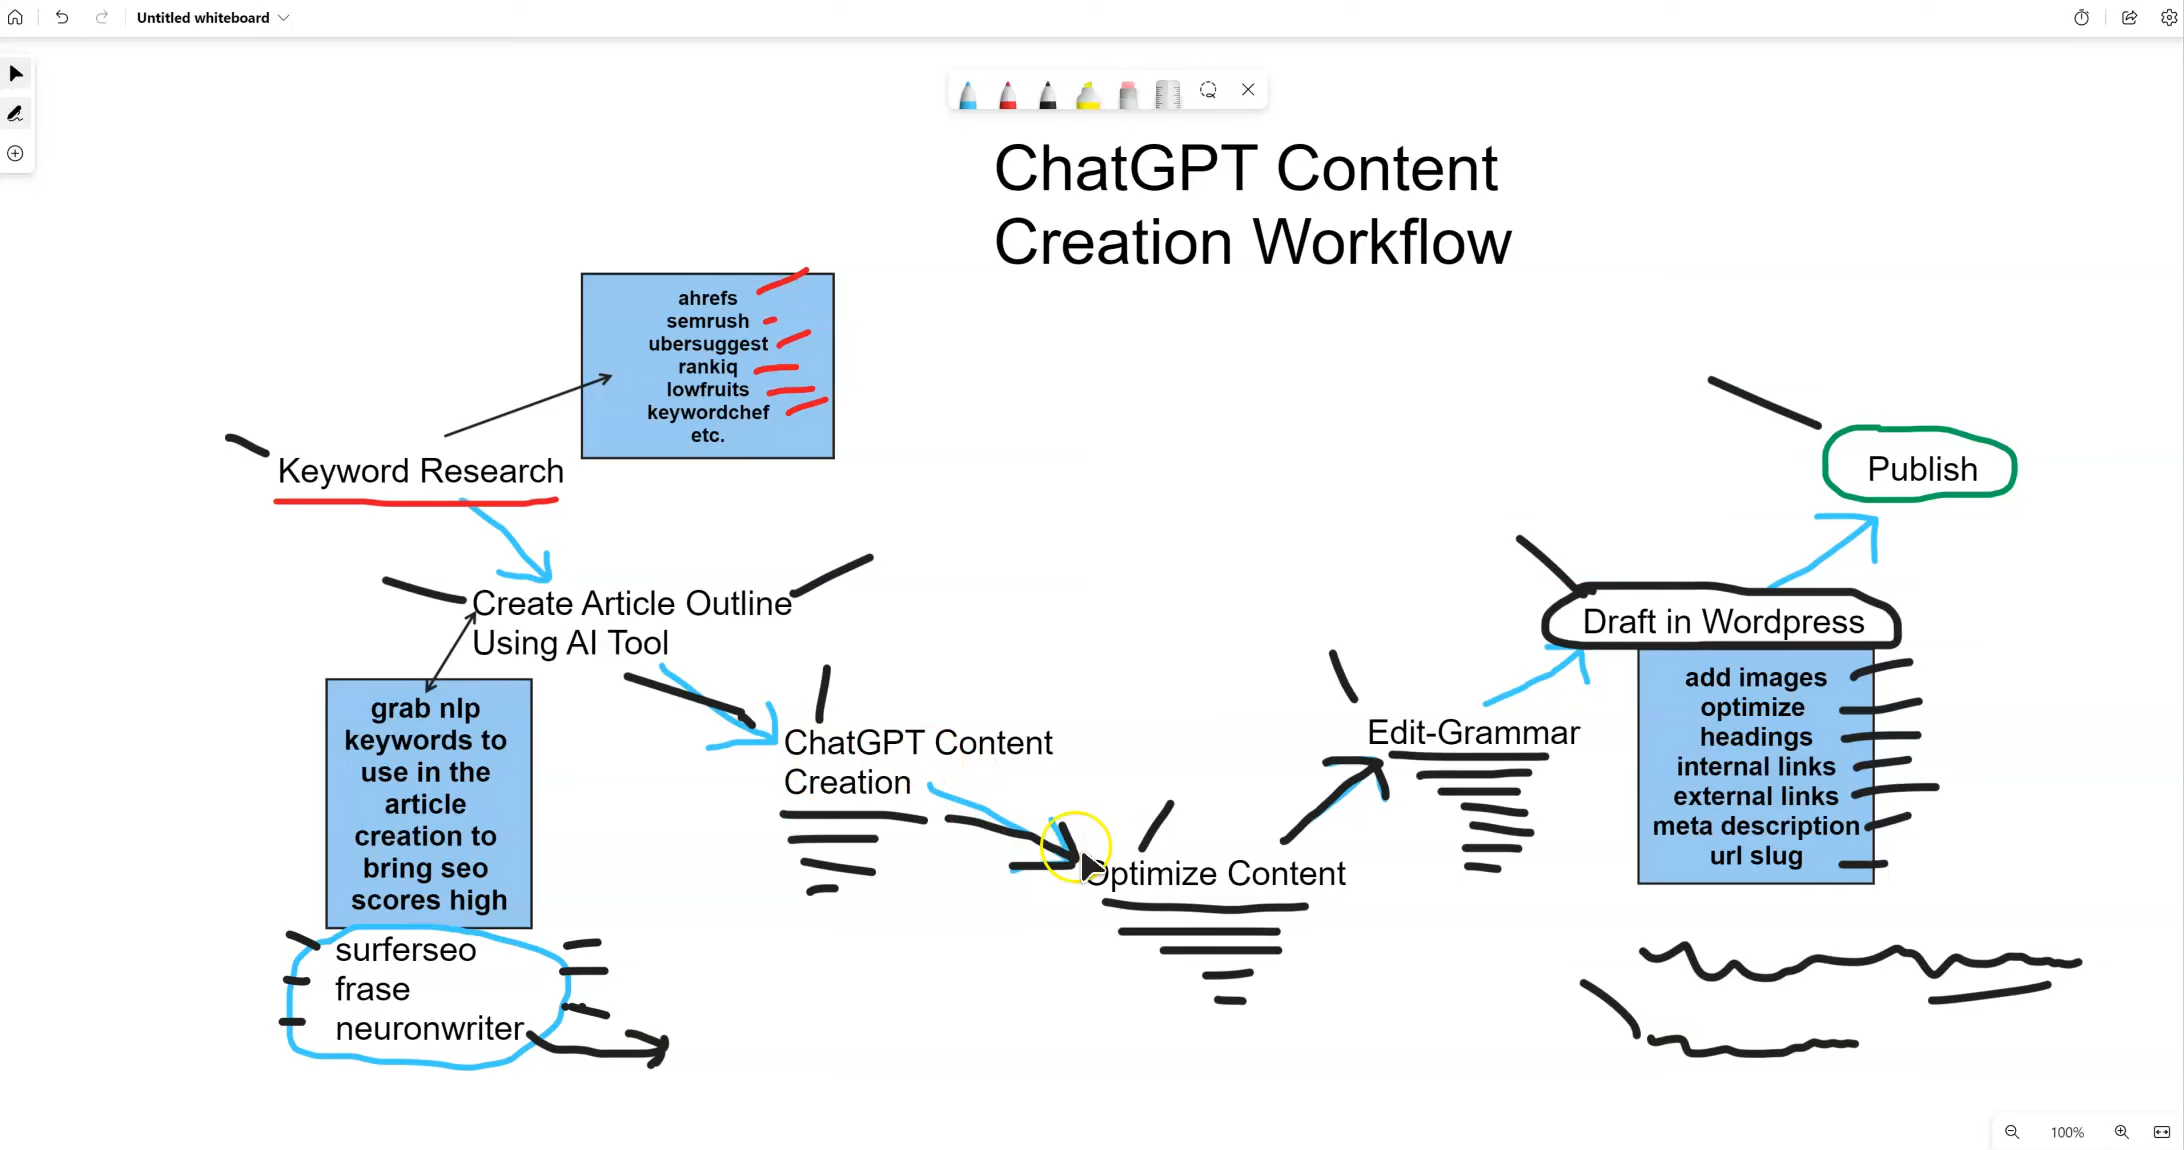 Untitled whiteboard
ChatGPT Content
Creation Workflow
ahrefs
semrush
ubersuggest
rankiq
lowfruits
keywordchef
etc.
Keyword Research
Create Article Outline
Using AI Tool
grab nlp
keywords to
use in the
article
creation to
bring seo
scores high
surferseo
frase
neuronwriter
ChatGPT Content
Creation
Optimize Content
Edit-Grammar
Draft in Wordpress
add images
optimize
headings
internal links
external links
meta description
url slug
Publish
100%